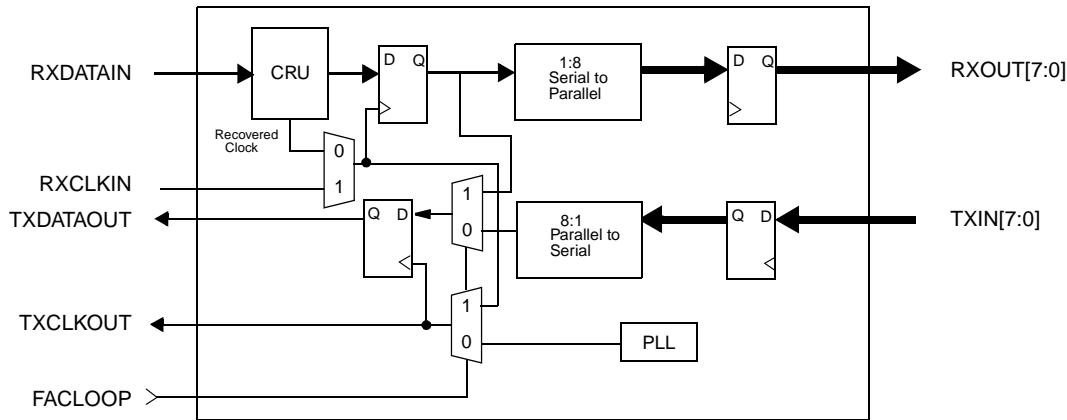 RXDATAIN
CRU
D Q
1:8
Serial to
Parallel
D Q
RXOUT[7:0]
Recovered
Clock
0
1
RXCLKIN
TXDATAOUT
Q D
1
0
8:1
Parallel to
Serial
Q D
TXIN[7:0]
TXCLKOUT
1
0
PLL
FACLOOP